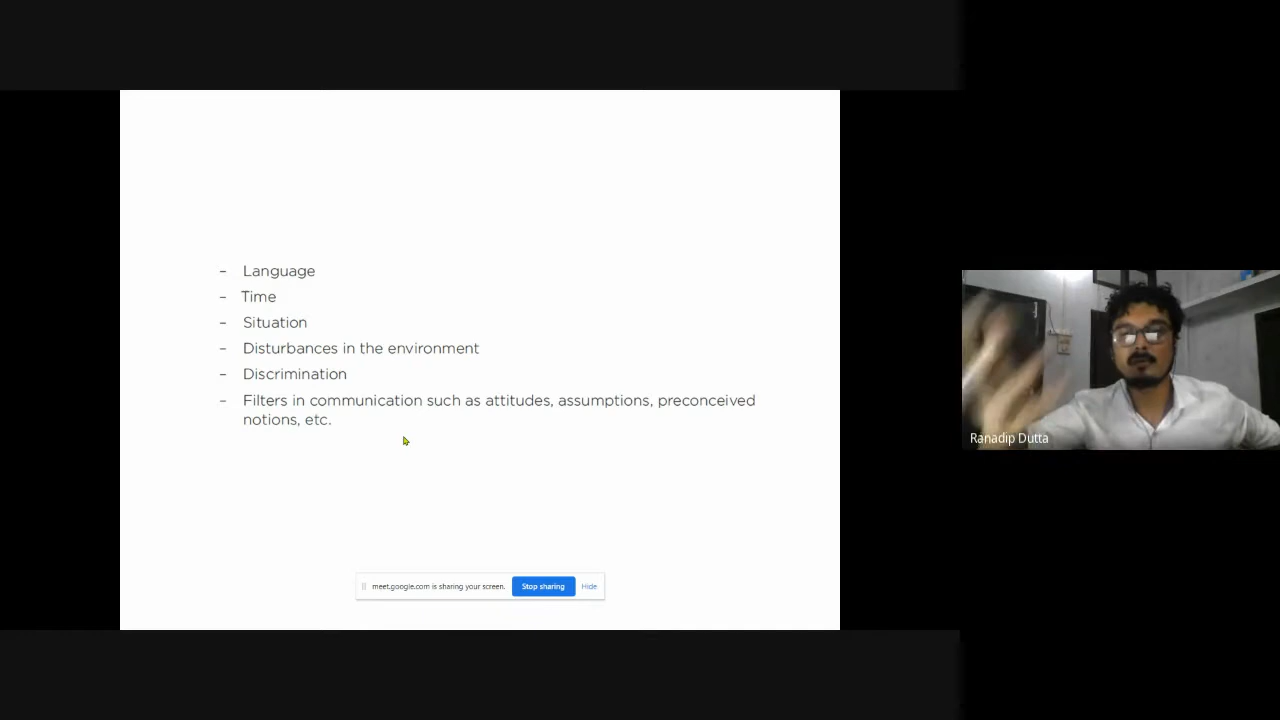 - Language
- Time
- Situation
- Disturbances in the environment
- Discrimination
- Filters in communication such as attitudes, assumptions, preconceived
notions, etc.
meet.google.com is sharing your screen. Stop sharing Hide
Ranadip Dutta